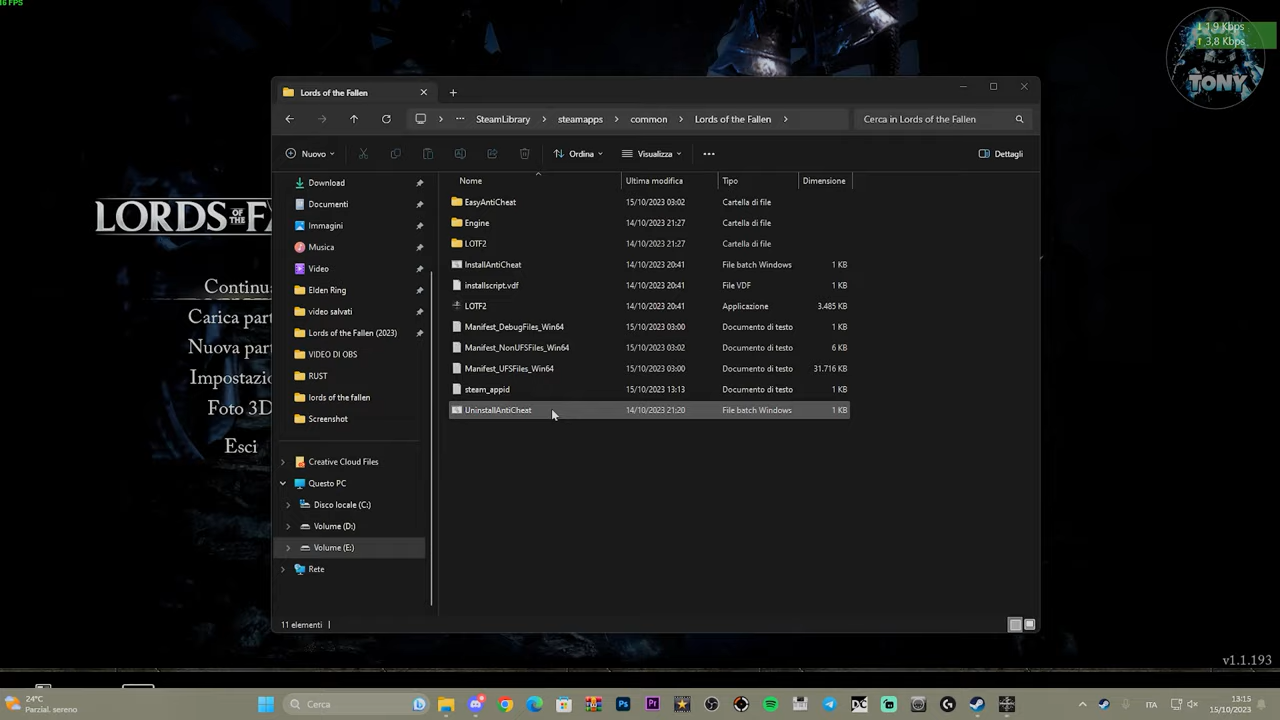 46 FPS
↓ 1,9 Kbps
↑ 3,8 Kbps
TONY
Lords of the Fallen
SteamLibrary
steamapps
common
Lords of the Fallen
Cerca in Lords of the Fallen
Nuovo
Ordina
Visualizza
Dettagli
Nome
Ultima modifica
Tipo
Dimensione
Download
Documenti
Immagini
Musica
Video
Elden Ring
video salvati
Lords of the Fallen (2023)
VIDEO DI OBS
RUST
lords of the fallen
Screenshot
Creative Cloud Files
Questo PC
Disco locale (C:)
Volume (D:)
Volume (E:)
Rete
EasyAntiCheat 15/10/2023 03:02 Cartella di file
Engine 14/10/2023 21:27 Cartella di file
LOTF2 14/10/2023 21:27 Cartella di file
InstallAntiCheat 14/10/2023 20:41 File batch Windows 1 KB
installscript.vdf 14/10/2023 20:41 File VDF 1 KB
LOTF2 14/10/2023 20:41 Applicazione 3.485 KB
Manifest_DebugFiles_Win64 15/10/2023 03:00 Documento di testo 1 KB
Manifest_NonUFSFiles_Win64 15/10/2023 03:02 Documento di testo 6 KB
Manifest_UFSFiles_Win64 15/10/2023 03:00 Documento di testo 31.716 KB
steam_appid 15/10/2023 13:13 Documento di testo 1 KB
UninstallAntiCheat 14/10/2023 21:20 File batch Windows 1 KB
11 elementi
LORDS OF THE FA
Continua
Carica part
Nuova part
Impostazio
Foto 3D
Esci
v1.1.193
24°C
Parzial. sereno
Cerca
DC
ITA
13:15
15/10/2023